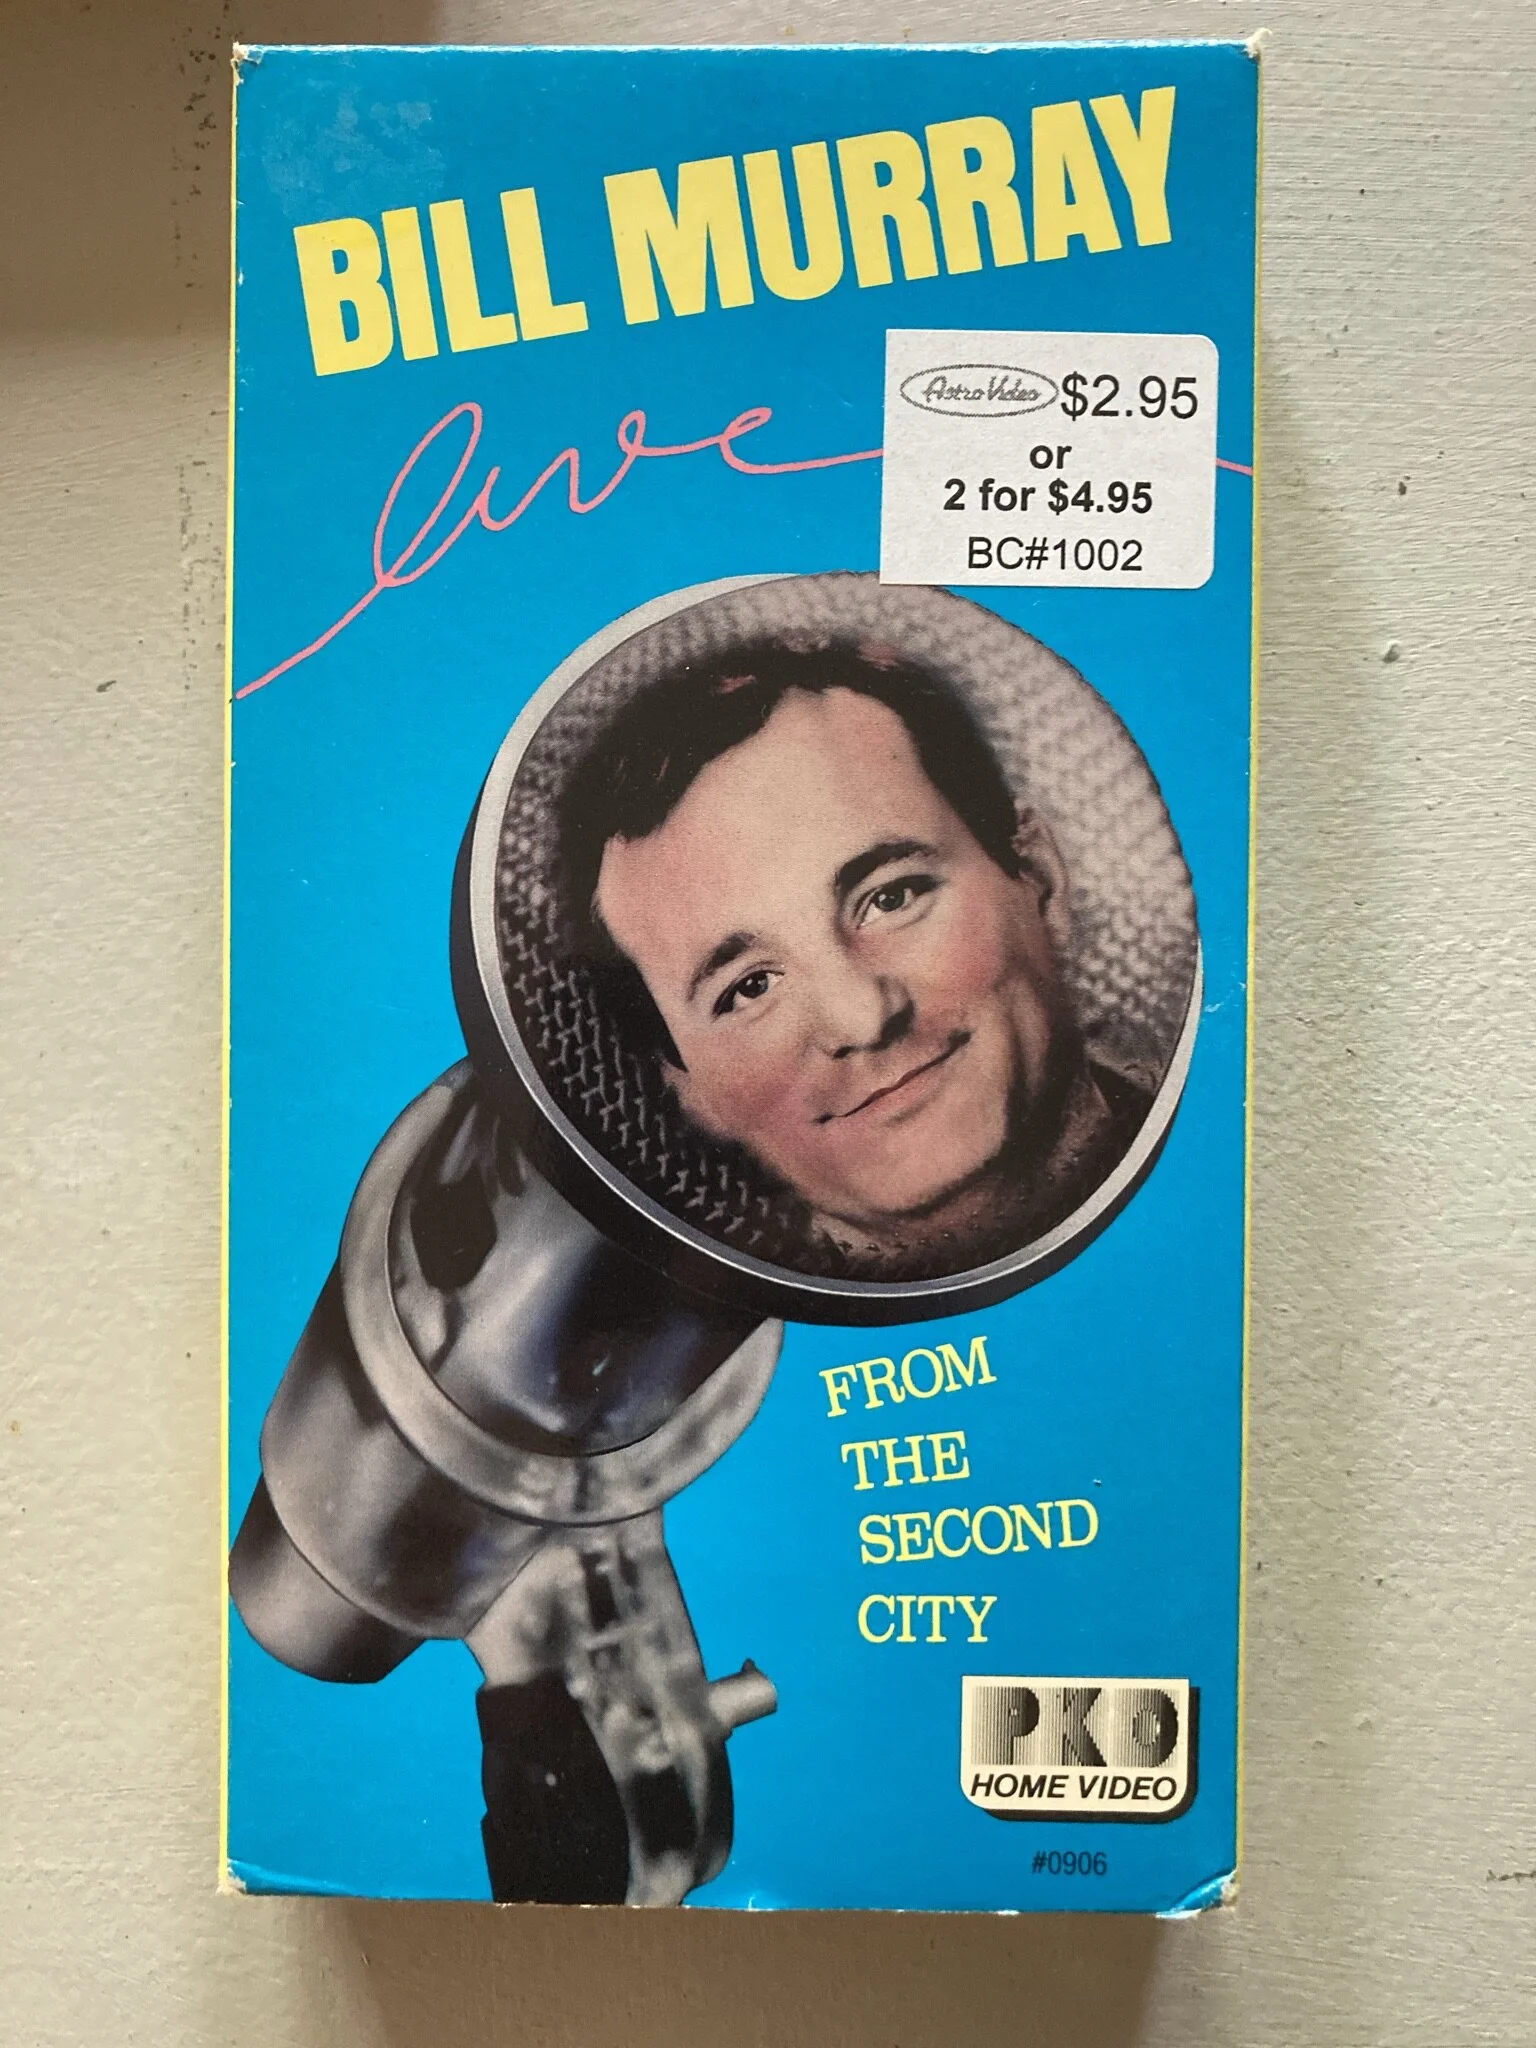 BILL MURRAY
live
Astro Video $2.95
or
2 for $4.95
BC#1002
FROM
THE
SECOND
CITY
PKO
HOME VIDEO
#0906